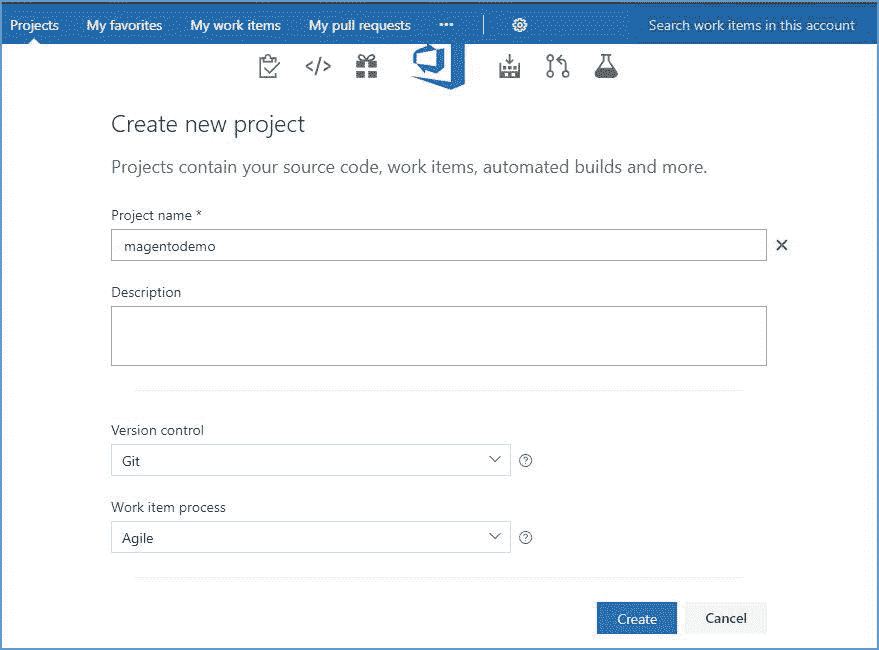 Projects My favorites My work items My pull requests ••• Search work items in this account
</>
Create new project
Projects contain your source code, work items, automated builds and more.
Project name *
magentodemo
Description
Version control
Git
Work item process
Agile
Create Cancel